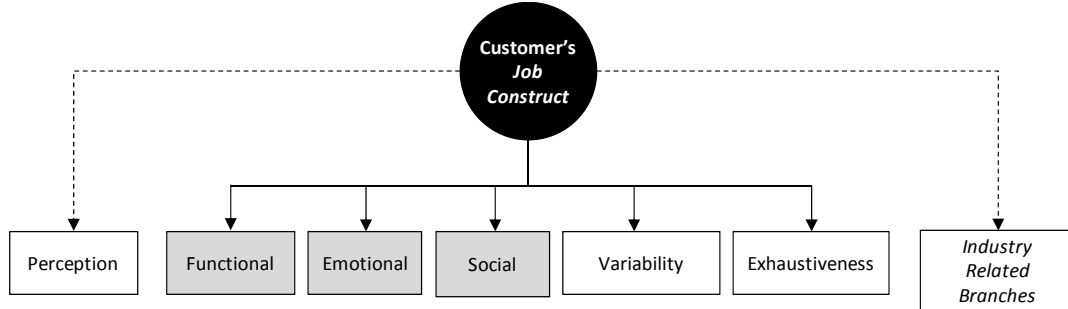 Customer's
Job
Construct
Perception
Functional
Emotional
Social
Variability
Exhaustiveness
Industry
Related
Branches